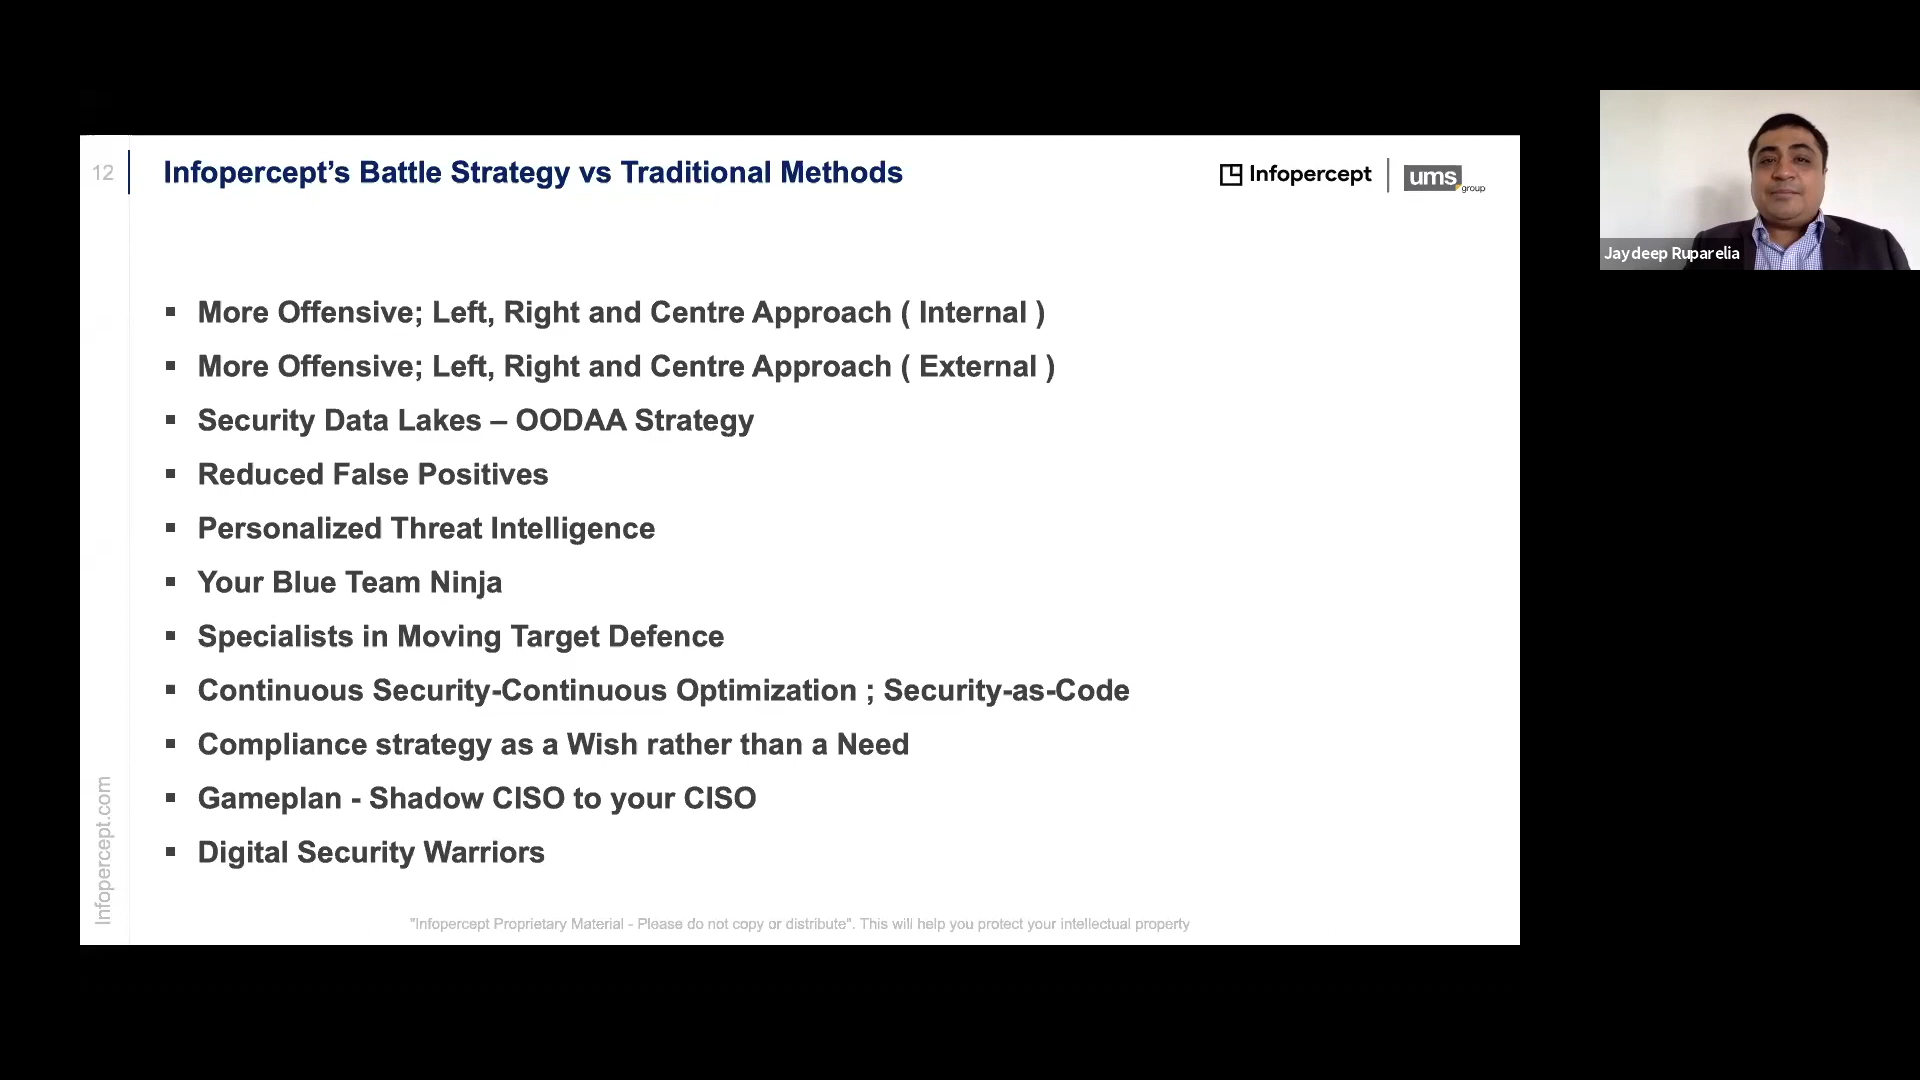 12
Infopercept’s Battle Strategy vs Traditional Methods
Infopercept
ums group
Jaydeep Ruparelia
▪ More Offensive; Left, Right and Centre Approach ( Internal )
▪ More Offensive; Left, Right and Centre Approach ( External )
▪ Security Data Lakes – OODAA Strategy
▪ Reduced False Positives
▪ Personalized Threat Intelligence
▪ Your Blue Team Ninja
▪ Specialists in Moving Target Defence
▪ Continuous Security-Continuous Optimization ; Security-as-Code
▪ Compliance strategy as a Wish rather than a Need
▪ Gameplan - Shadow CISO to your CISO
▪ Digital Security Warriors
Infopercept.com
"Infopercept Proprietary Material - Please do not copy or distribute". This will help you protect your intellectual property